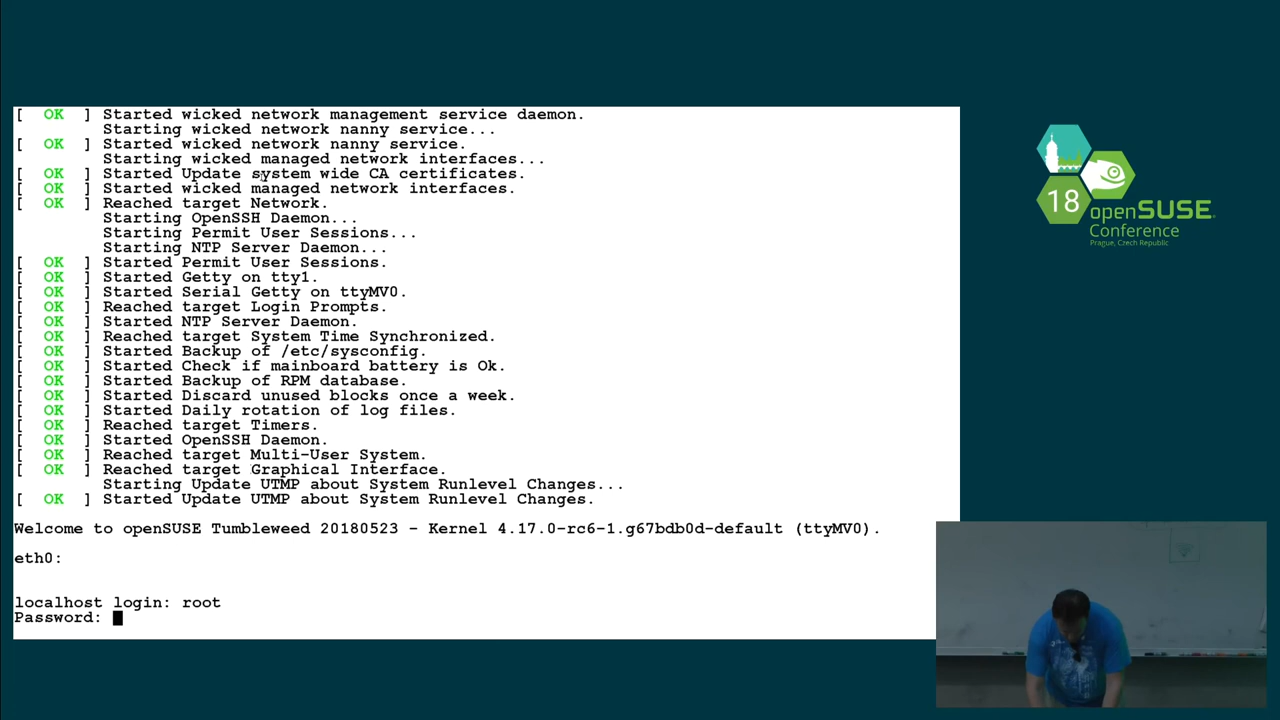 [  OK  ] Started wicked network management service daemon.
         Starting wicked network nanny service...
[  OK  ] Started wicked network nanny service.
         Starting wicked managed network interfaces...
[  OK  ] Started Update system wide CA certificates.
[  OK  ] Started wicked managed network interfaces.
[  OK  ] Reached target Network.
         Starting OpenSSH Daemon...
         Starting Permit User Sessions...
         Starting NTP Server Daemon...
[  OK  ] Started Permit User Sessions.
[  OK  ] Started Getty on tty1.
[  OK  ] Started Serial Getty on ttyMV0.
[  OK  ] Reached target Login Prompts.
[  OK  ] Started NTP Server Daemon.
[  OK  ] Reached target System Time Synchronized.
[  OK  ] Started Backup of /etc/sysconfig.
[  OK  ] Started Check if mainboard battery is Ok.
[  OK  ] Started Backup of RPM database.
[  OK  ] Started Discard unused blocks once a week.
[  OK  ] Started Daily rotation of log files.
[  OK  ] Reached target Timers.
[  OK  ] Started OpenSSH Daemon.
[  OK  ] Reached target Multi-User System.
[  OK  ] Reached target Graphical Interface.
         Starting Update UTMP about System Runlevel Changes...
[  OK  ] Started Update UTMP about System Runlevel Changes.
Welcome to openSUSE Tumbleweed 20180523 - Kernel 4.17.0-rc6-1.g67bdb0d-default (ttyMV0).
eth0:
localhost login: root
Password:
18
openSUSE
Conference
Prague, Czech Republic